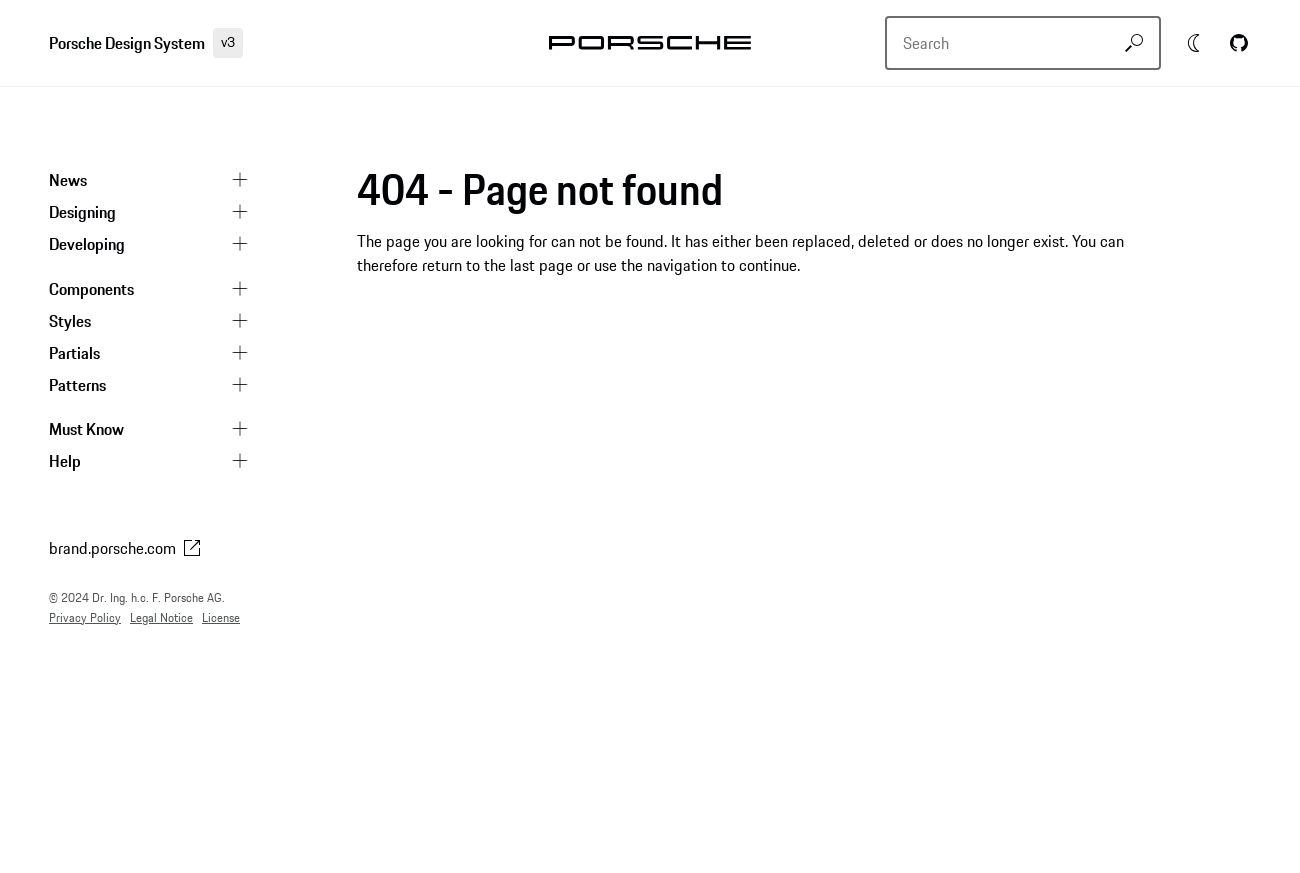 Porsche Design System v3
PORSCHE
Search
News
Designing
Developing
Components
Styles
Partials
Patterns
Must Know
Help
brand.porsche.com
© 2024 Dr. Ing. h.c. F. Porsche AG.
Privacy Policy Legal Notice License
404 - Page not found
The page you are looking for can not be found. It has either been replaced, deleted or does no longer exist. You can
therefore return to the last page or use the navigation to continue.